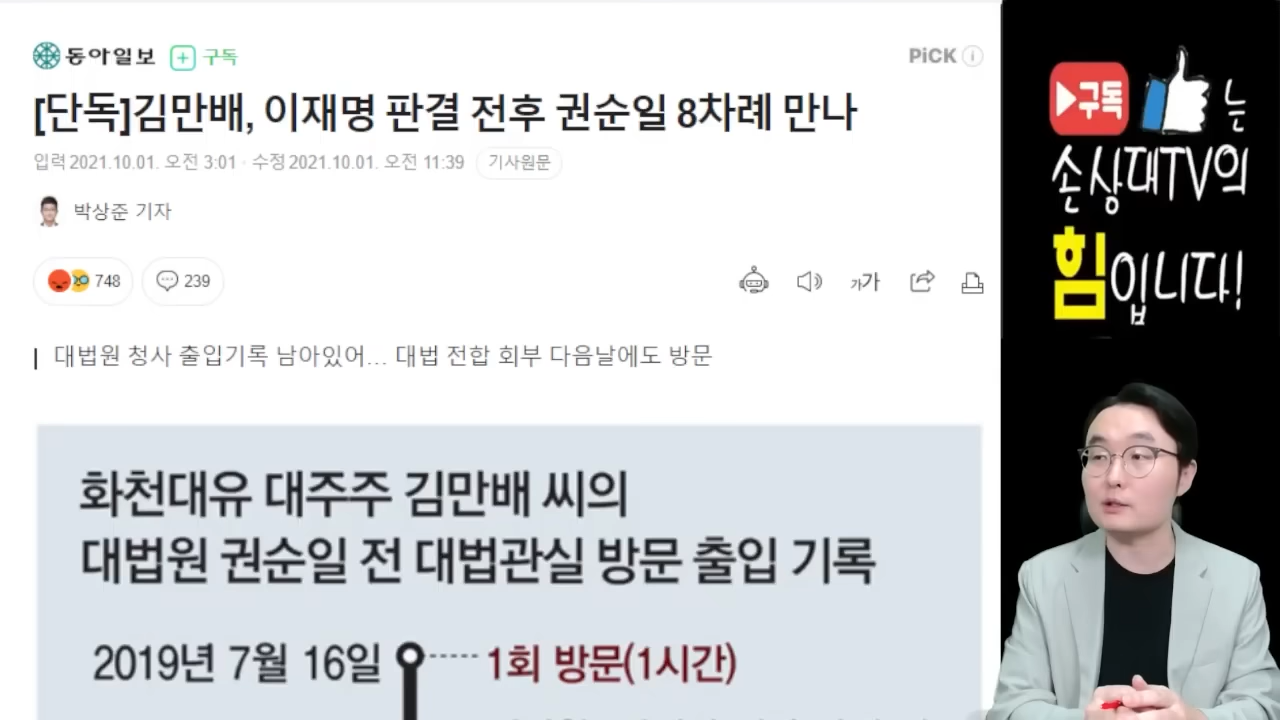 동아일보 구독
PiCK
[단독]김만배, 이재명 판결 전후 권순일 8차례 만나
입력 2021.10.01. 오전 3:01 · 수정 2021.10.01. 오전 11:39 기사원문
박상준 기자
748 239
가가
대법원 청사 출입기록 남아있어… 대법 전합 회부 다음날에도 방문
화천대유 대주주 김만배 씨의
대법원 권순일 전 대법관실 방문 출입 기록
2019년 7월 16일 1회 방문(1시간)
구독 는
손상대TV의
힘입니다!